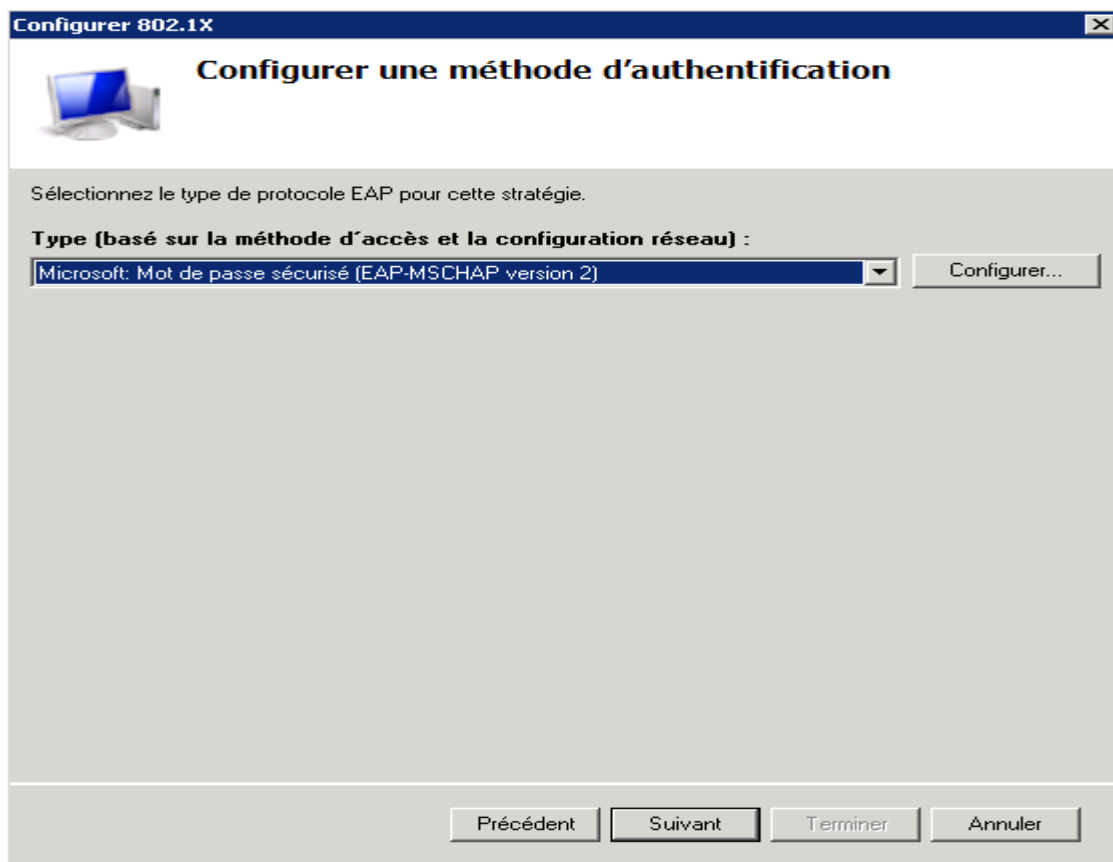 Configurer 802.1X
Configurer une méthode d'authentification
Sélectionnez le type de protocole EAP pour cette stratégie.
Type (basé sur la méthode d'accès et la configuration réseau) :
Microsoft: Mot de passe sécurisé (EAP-MSCHAP version 2)
Configurer...
Précédent
Suivant
Terminer
Annuler